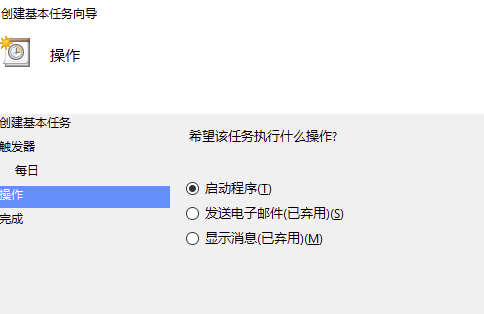 创建基本任务向导
操作
创建基本任务
希望该任务执行什么操作?
触发器
每日
操作
启动程序(T)
完成
发送电子邮件(已弃用)(S)
显示消息(已弃用)(M)